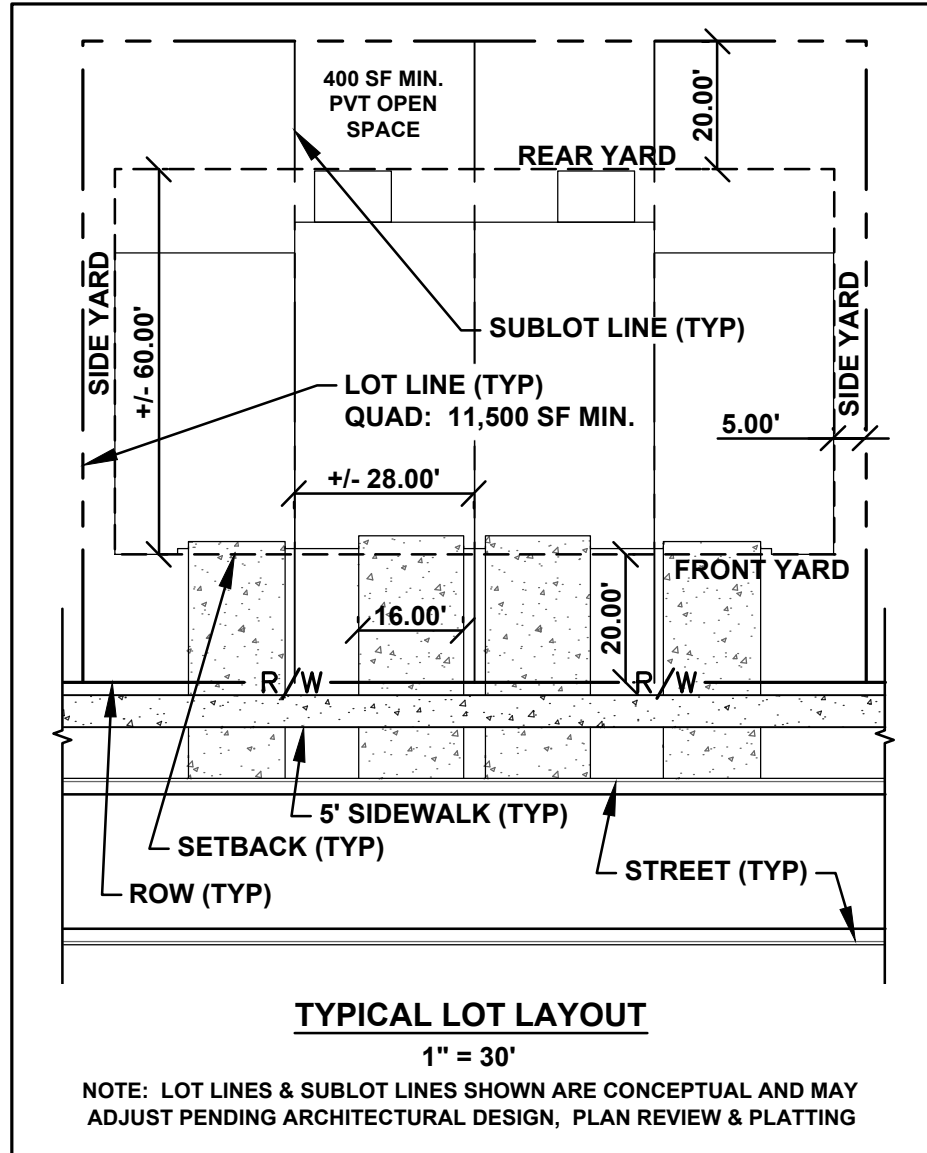 400 SF MIN.
PVT OPEN
SPACE
20.00'
REAR YARD
SIDE YARD
+/- 60.00'
SUBLOT LINE (TYP)
SIDE YARD
LOT LINE (TYP)
QUAD: 11,500 SF MIN.
5.00'
+/- 28.00'
FRONT YARD
16.00'
20.00'
R/W
R/W
5' SIDEWALK (TYP)
SETBACK (TYP)
STREET (TYP)
ROW (TYP)
TYPICAL LOT LAYOUT
1" = 30'
NOTE: LOT LINES & SUBLOT LINES SHOWN ARE CONCEPTUAL AND MAY
ADJUST PENDING ARCHITECTURAL DESIGN, PLAN REVIEW & PLATTING